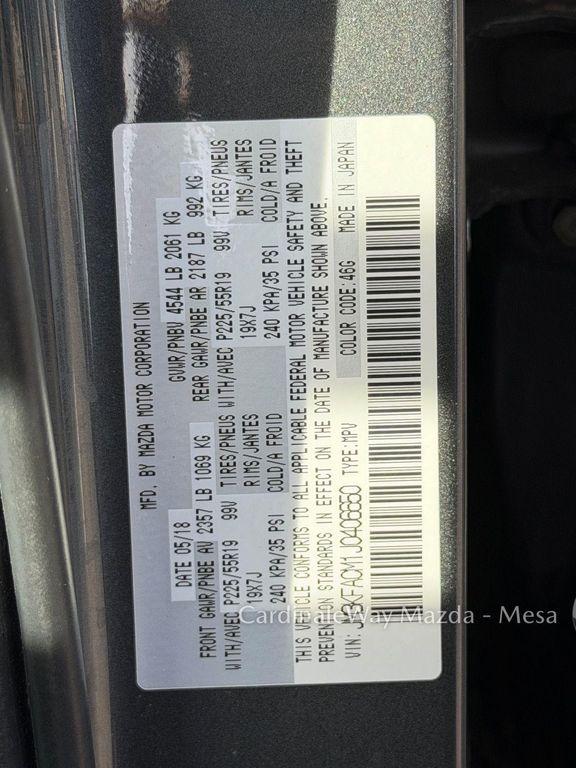 MFD. BY MAZDA MOTOR CORPORATION
DATE 05/18 GVWR/PNBV 4544 LB 2061 KG
FRONT GAWR/PNBE AV 2357 LB 1069 KG REAR GAWR/PNBE AR 2187 LB 992 KG
WITH/AVEC P225/55R19 99V TIRES/PNEUS WITH/AVEC P225/55R19 99V TIRES/PNEUS
19X7J RIMS/JANTES 19X7J RIMS/JANTES
240 KPA/35 PSI COLD/A FROID 240 KPA/35 PSI COLD/A FROID
THIS VEHICLE CONFORMS TO ALL APPLICABLE FEDERAL MOTOR VEHICLE SAFETY AND THEFT
PREVENTION STANDARDS IN EFFECT ON THE DATE OF MANUFACTURE SHOWN ABOVE.
VIN: TYPE:MPV COLOR CODE:46G MADE IN JAPAN
CardinaleWay Mazda - Mesa